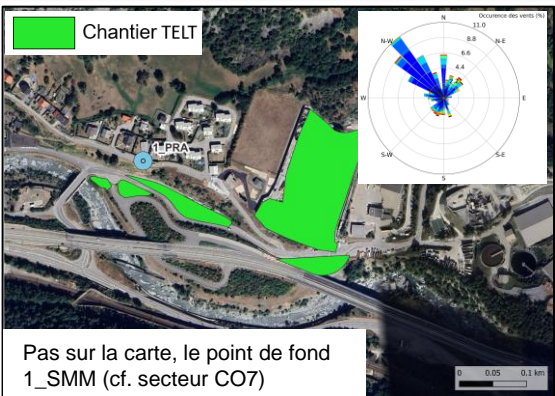 Chantier TELT
Occurence des vents (%)
N
11.0
8.8
6.6
4.4
N-W
N-E
W
E
S-W
S-E
S
1_PRA
Pas sur la carte, le point de fond
1_SMM (cf. secteur CO7)
0 0.05 0.1 km